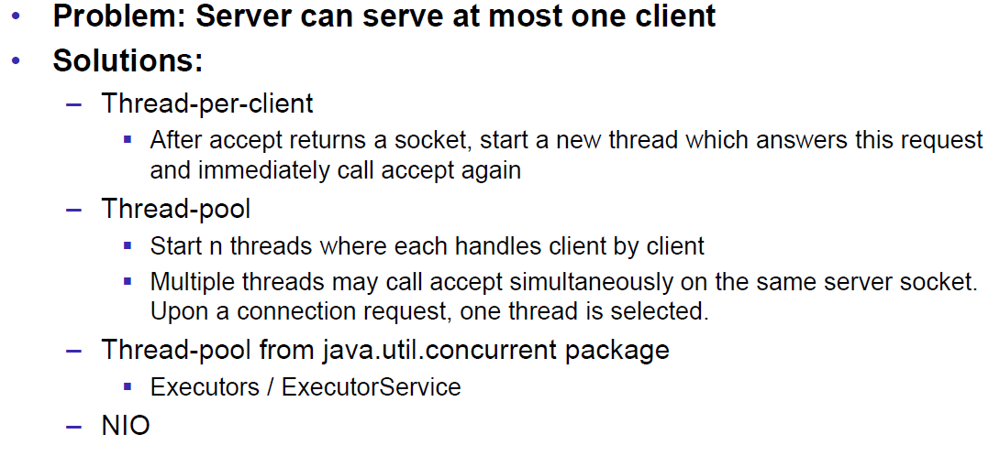 • Problem: Server can serve at most one client
• Solutions:
– Thread-per-client
▪ After accept returns a socket, start a new thread which answers this request
and immediately call accept again
– Thread-pool
▪ Start n threads where each handles client by client
▪ Multiple threads may call accept simultaneously on the same server socket.
Upon a connection request, one thread is selected.
– Thread-pool from java.util.concurrent package
▪ Executors / ExecutorService
– NIO